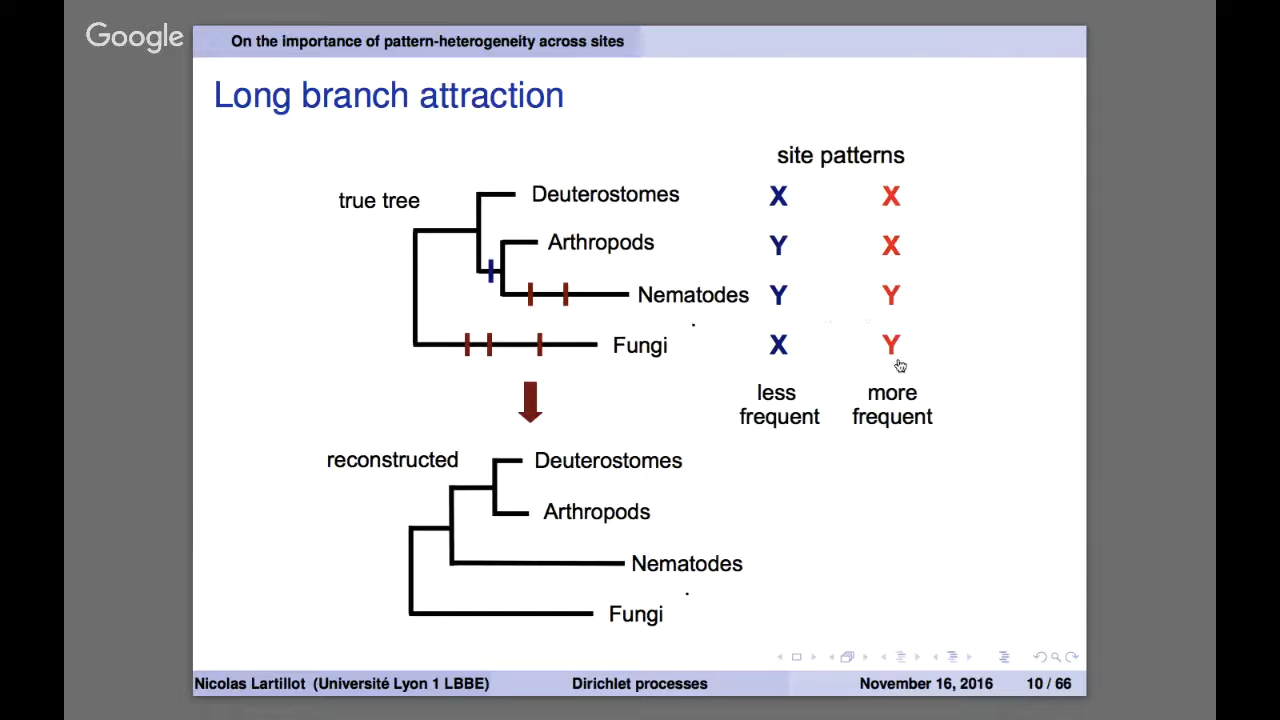 Google
On the importance of pattern-heterogeneity across sites
Long branch attraction
site patterns
true tree
Deuterostomes X X
Arthropods Y X
Nematodes Y Y
Fungi X Y
less frequent
more frequent
reconstructed
Deuterostomes
Arthropods
Nematodes
Fungi
Nicolas Lartillot (Université Lyon 1 LBBE) Dirichlet processes November 16, 2016 10 / 66